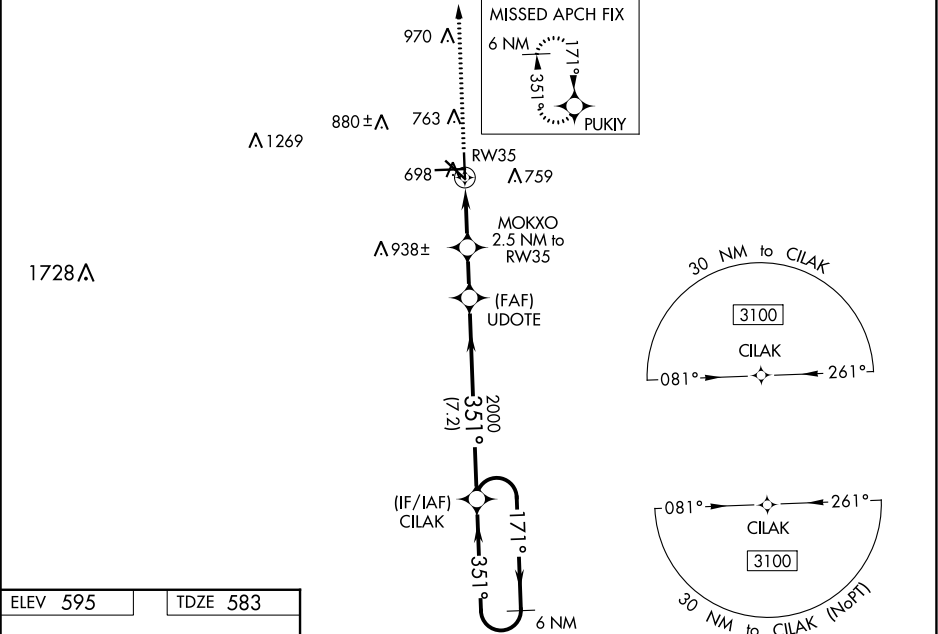 MISSED APCH FIX
6 NM
171°
351°
PUKIY
970
880±
763
1269
RW35
698
759
MOKXO
2.5 NM to
RW35
938±
1728
(FAF)
UDOTE
2000
351°
(7.2)
(IF/IAF)
CILAK
171°
351°
6 NM
30 NM to CILAK
3100
CILAK
081°
261°
081°
261°
CILAK
3100
30 NM to CILAK (NoPT)
ELEV 595
TDZE 583